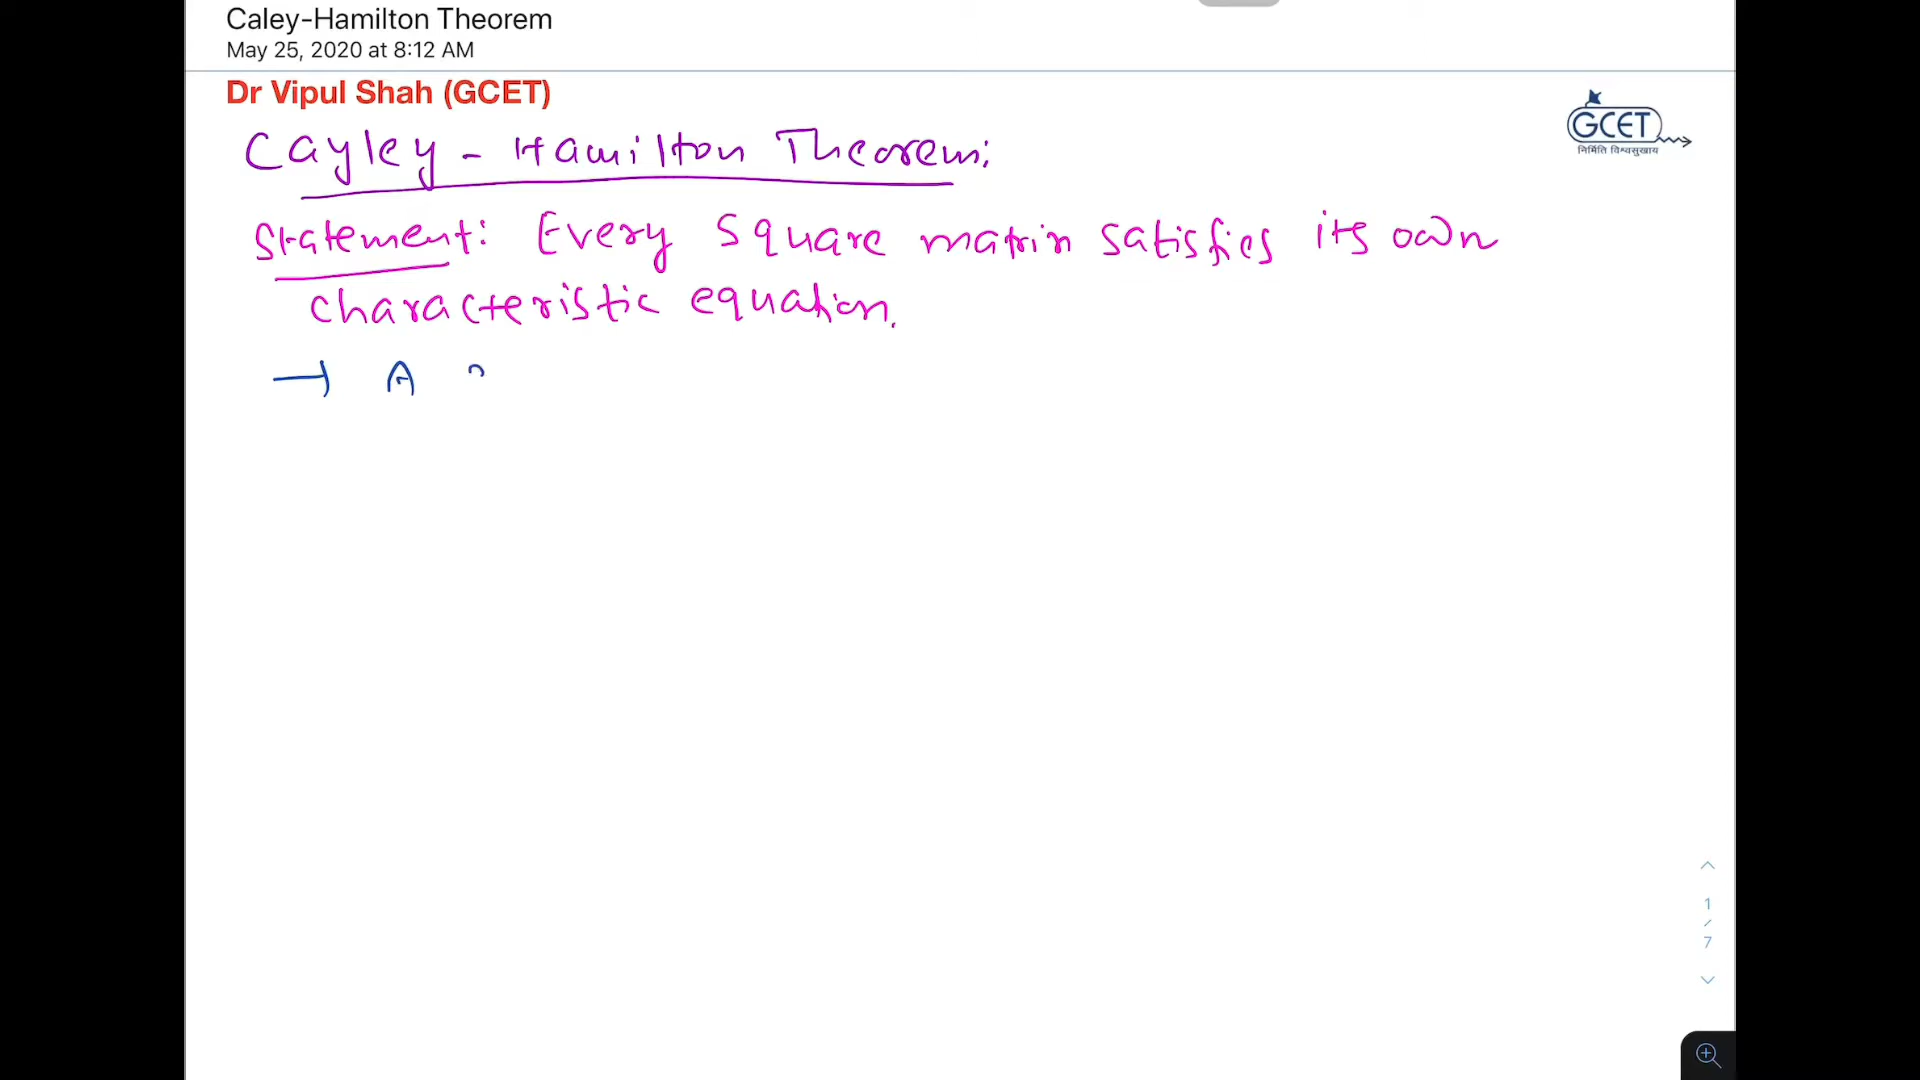 Caley-Hamilton Theorem
May 25, 2020 at 8:12 AM
Dr Vipul Shah (GCET)
GCET
निर्मिति विश्वसुखाय
Cayley - Hamilton Theorem:
Statement: Every Square matrix satisfies its own
characteristic equation.
→ A
1
/
7